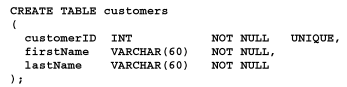 CREATE TABLE customers
(
  customerID  INT           NOT NULL   UNIQUE,
  firstName   VARCHAR(60)   NOT NULL,
  lastName    VARCHAR(60)   NOT NULL
);